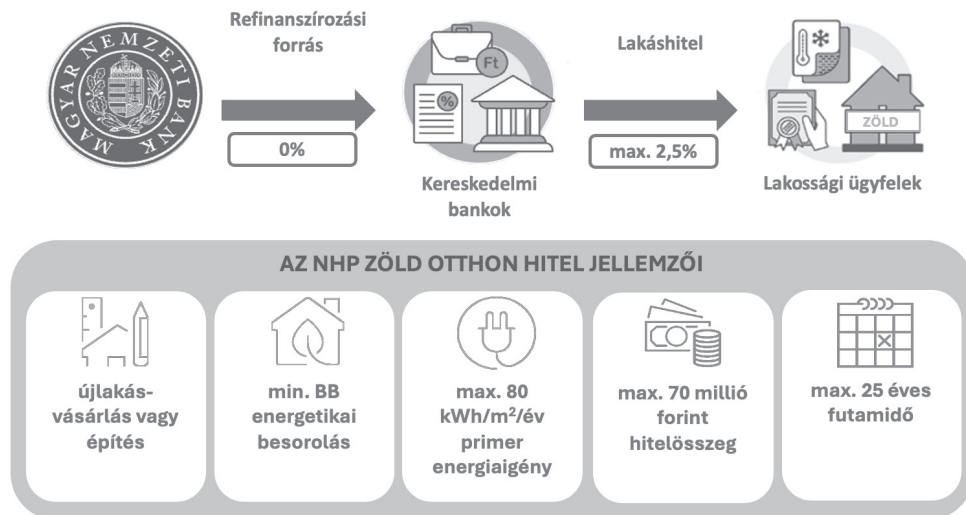 MAGYAR NEMZETI BANK
Refinanszírozási
forrás
0%
Ft
%
Kereskedelmi
bankok
Lakáshitel
max. 2,5%
ZÖLD
Lakossági ügyfelek
AZ NHP ZÖLD OTTHON HITEL JELLEMZŐI
újlakás-
vásárlás vagy
építés
min. BB
energetikai
besorolás
max. 80
kWh/m²/év
primer
energiaigény
max. 70 millió
forint
hitelösszeg
max. 25 éves
futamidő